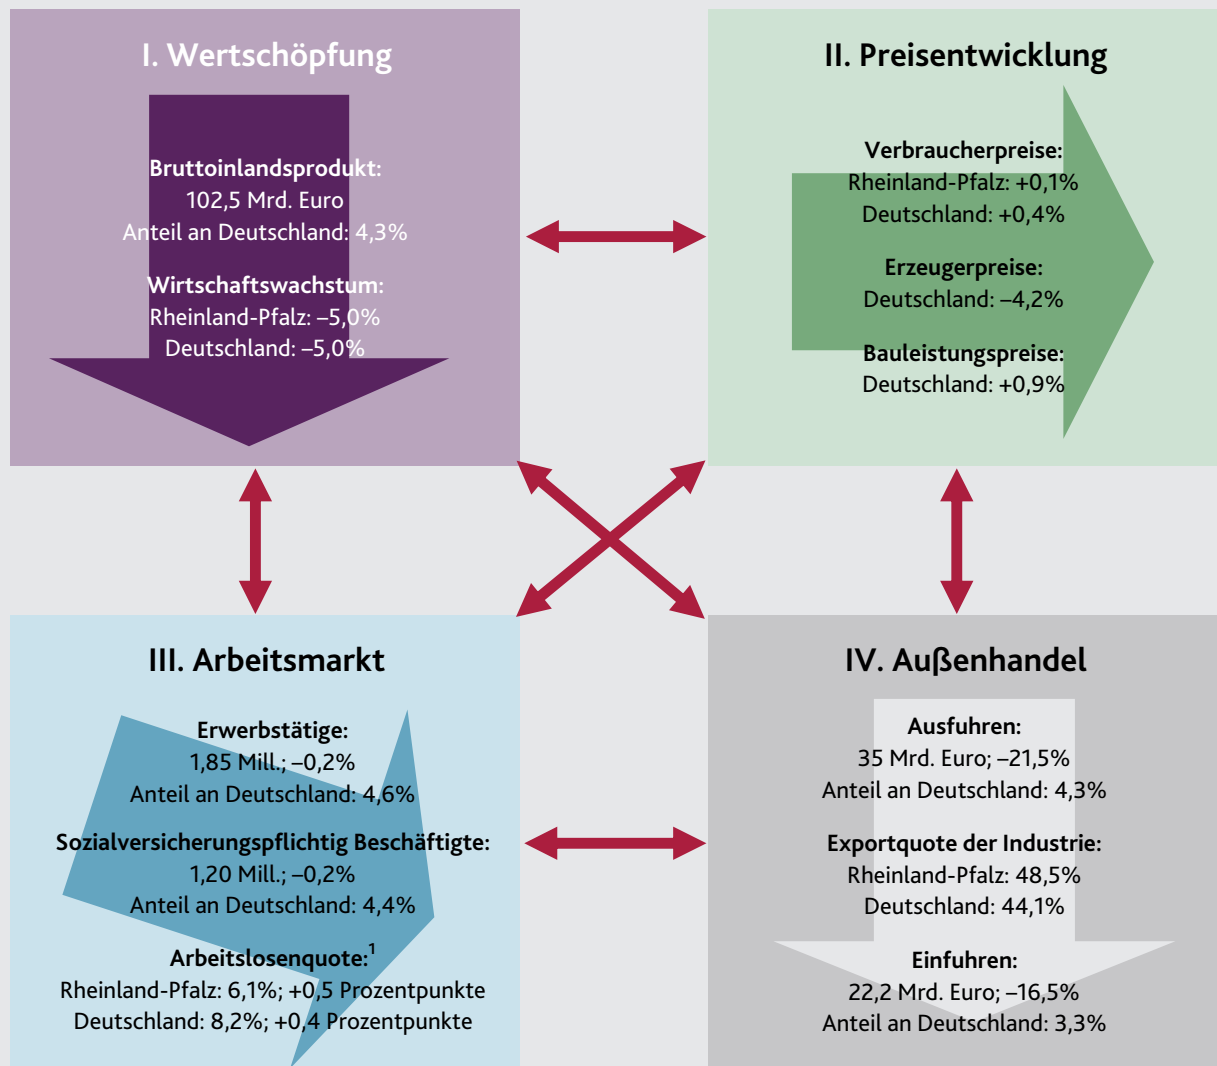 I. Wertschöpfung
Bruttoinlandsprodukt:
102,5 Mrd. Euro
Anteil an Deutschland: 4,3%
Wirtschaftswachstum:
Rheinland-Pfalz: –5,0%
Deutschland: –5,0%
II. Preisentwicklung
Verbraucherpreise:
Rheinland-Pfalz: +0,1%
Deutschland: +0,4%
Erzeugerpreise:
Deutschland: –4,2%
Bauleistungspreise:
Deutschland: +0,9%
III. Arbeitsmarkt
Erwerbstätige:
1,85 Mill.; –0,2%
Anteil an Deutschland: 4,6%
Sozialversicherungspflichtig Beschäftigte:
1,20 Mill.; –0,2%
Anteil an Deutschland: 4,4%
Arbeitslosenquote:¹
Rheinland-Pfalz: 6,1%; +0,5 Prozentpunkte
Deutschland: 8,2%; +0,4 Prozentpunkte
IV. Außenhandel
Ausfuhren:
35 Mrd. Euro; –21,5%
Anteil an Deutschland: 4,3%
Exportquote der Industrie:
Rheinland-Pfalz: 48,5%
Deutschland: 44,1%
Einfuhren:
22,2 Mrd. Euro; –16,5%
Anteil an Deutschland: 3,3%